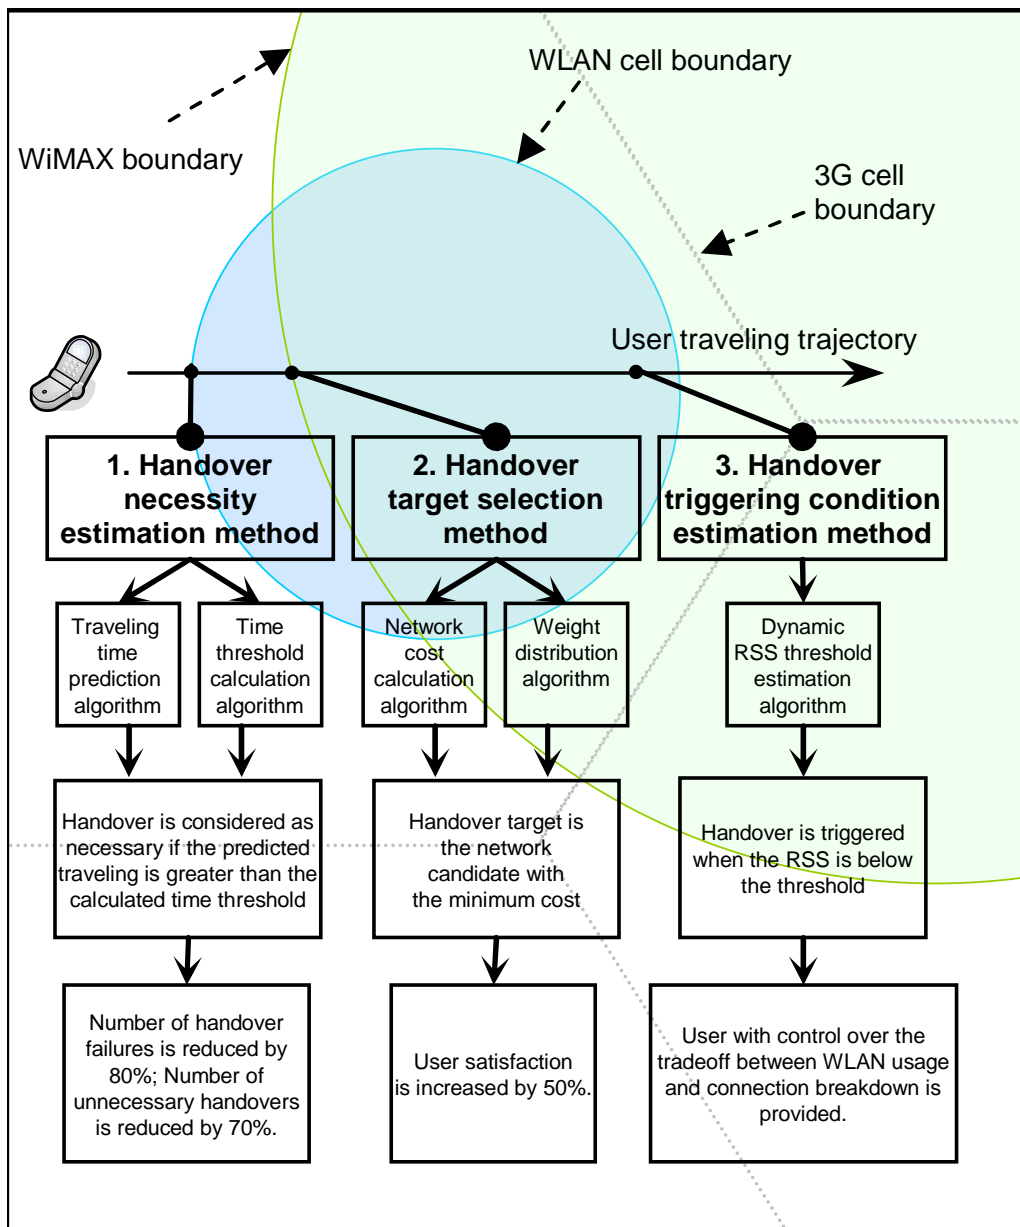 WLAN cell boundary
WiMAX boundary
3G cell
boundary
User traveling trajectory
1. Handover
necessity
estimation method
2. Handover
target selection
method
3. Handover
triggering condition
estimation method
Traveling
time
prediction
algorithm
Time
threshold
calculation
algorithm
Network
cost
calculation
algorithm
Weight
distribution
algorithm
Dynamic
RSS threshold
estimation
algorithm
Handover is considered as
necessary if the predicted
traveling is greater than the
calculated time threshold
Handover target is
the network
candidate with
the minimum cost
Handover is triggered
when the RSS is below
the threshold
Number of handover
failures is reduced by
80%; Number of
unnecessary handovers
is reduced by 70%.
User satisfaction
is increased by 50%.
User with control over the
tradeoff between WLAN usage
and connection breakdown is
provided.